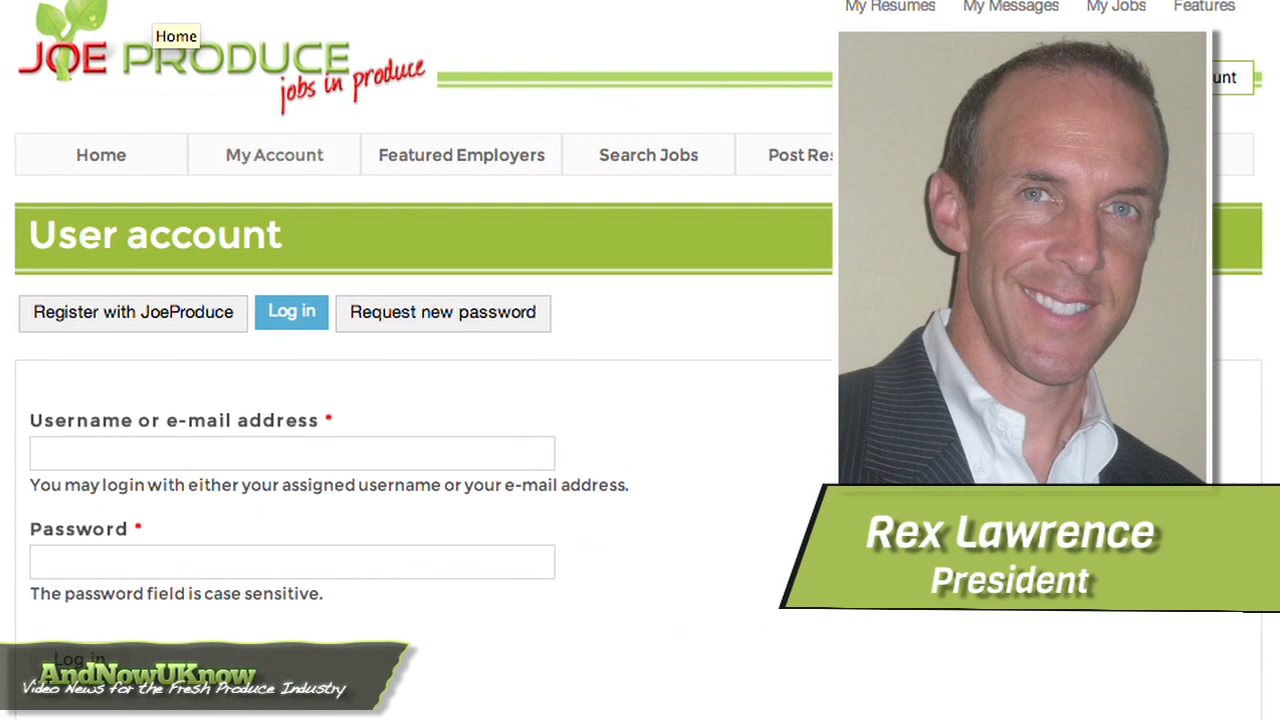 My Resumes My Messages My Jobs Features
Home
JOE PRODUCE
jobs in produce
unt
Home My Account Featured Employers Search Jobs Post Res
User account
Register with JoeProduce Log in Request new password
Username or e-mail address *
You may login with either your assigned username or your e-mail address.
Password *
The password field is case sensitive.
Rex Lawrence
President
Log in
AndNowUKnow
Video News for the Fresh Produce Industry